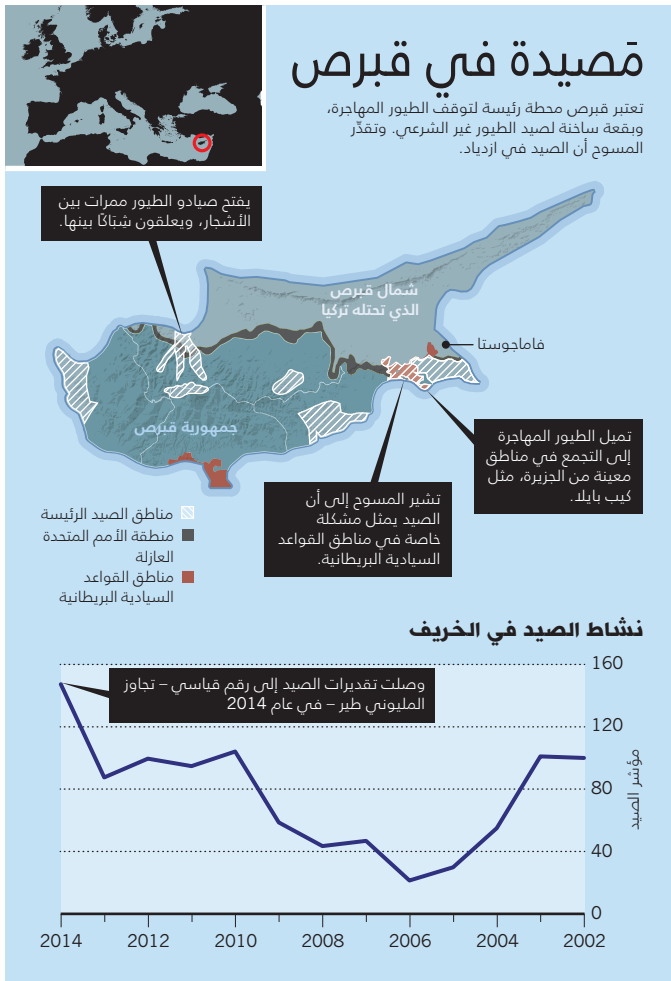 مَصيدة في قبرص
تعتبر قبرص محطة رئيسة لتوقف الطيور المهاجرة،
وبقعة ساخنة لصيد الطيور غير الشرعي. وتقدّر
المسوح أن الصيد في ازدياد.
يفتح صيادو الطيور ممرات بين
الأشجار، ويعلقون شِبَاكًا بينها.
شمال قبرص
الذي تحتله تركيا
فاماجوستا
جمهورية قبرص
تميل الطيور المهاجرة
إلى التجمع في مناطق
معينة من الجزيرة، مثل
كيب بايلا.
تشير المسوح إلى أن
الصيد يمثل مشكلة
خاصة في مناطق القواعد
السيادية البريطانية.
مناطق الصيد الرئيسة
منطقة الأمم المتحدة
العازلة
مناطق القواعد
السيادية البريطانية
نشاط الصيد في الخريف
وصلت تقديرات الصيد إلى رقم قياسي – تجاوز
المليوني طير – في عام 2014
مؤشر الصيد
160
120
80
40
0
2014 2012 2010 2008 2006 2004 2002